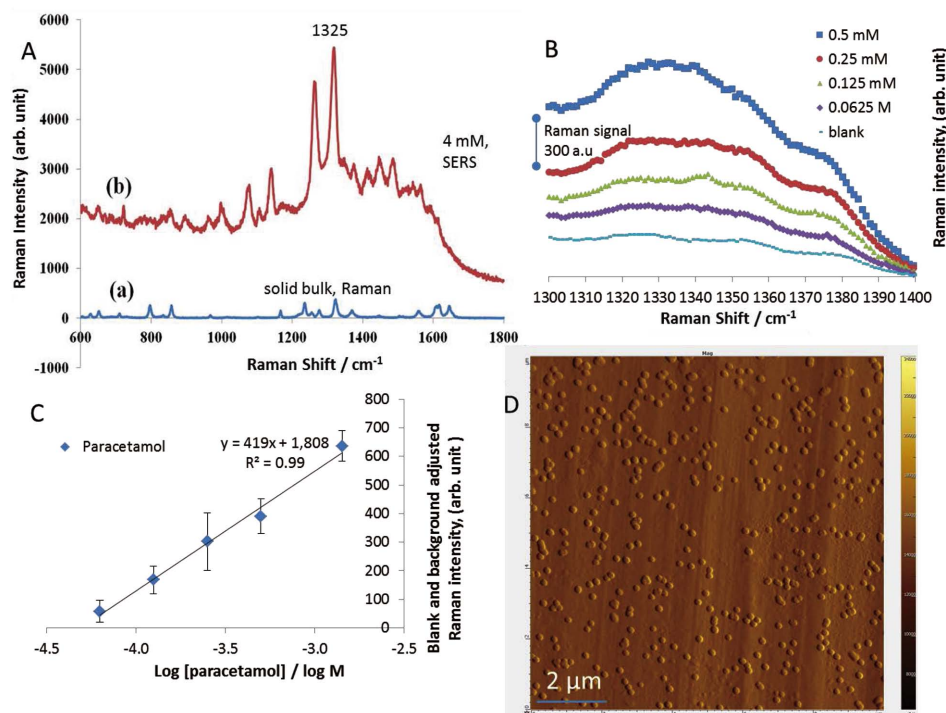 A
1325
4 mM,
SERS
(b)
(a)
solid bulk, Raman
6000
5000
4000
3000
2000
1000
0
-1000
600
800
1000
1200
1400
1600
1800
Raman Intensity (arb. unit)
Raman Shift / cm-1
B
0.5 mM
0.25 mM
0.125 mM
0.0625 M
blank
Raman signal
300 a.u
1300 1310 1320 1330 1340 1350 1360 1370 1380 1390 1400
Raman Shift / cm-1
Raman intensity, (arb. unit)
C
Paracetamol
y = 419x + 1,808
R² = 0.99
800
700
600
500
400
300
200
100
0
-4.5
-4
-3.5
-3
-2.5
Log [paracetamol] / log M
Blank and background adjusted
Raman intensity, (arb. unit )
D
Mag
2 µm